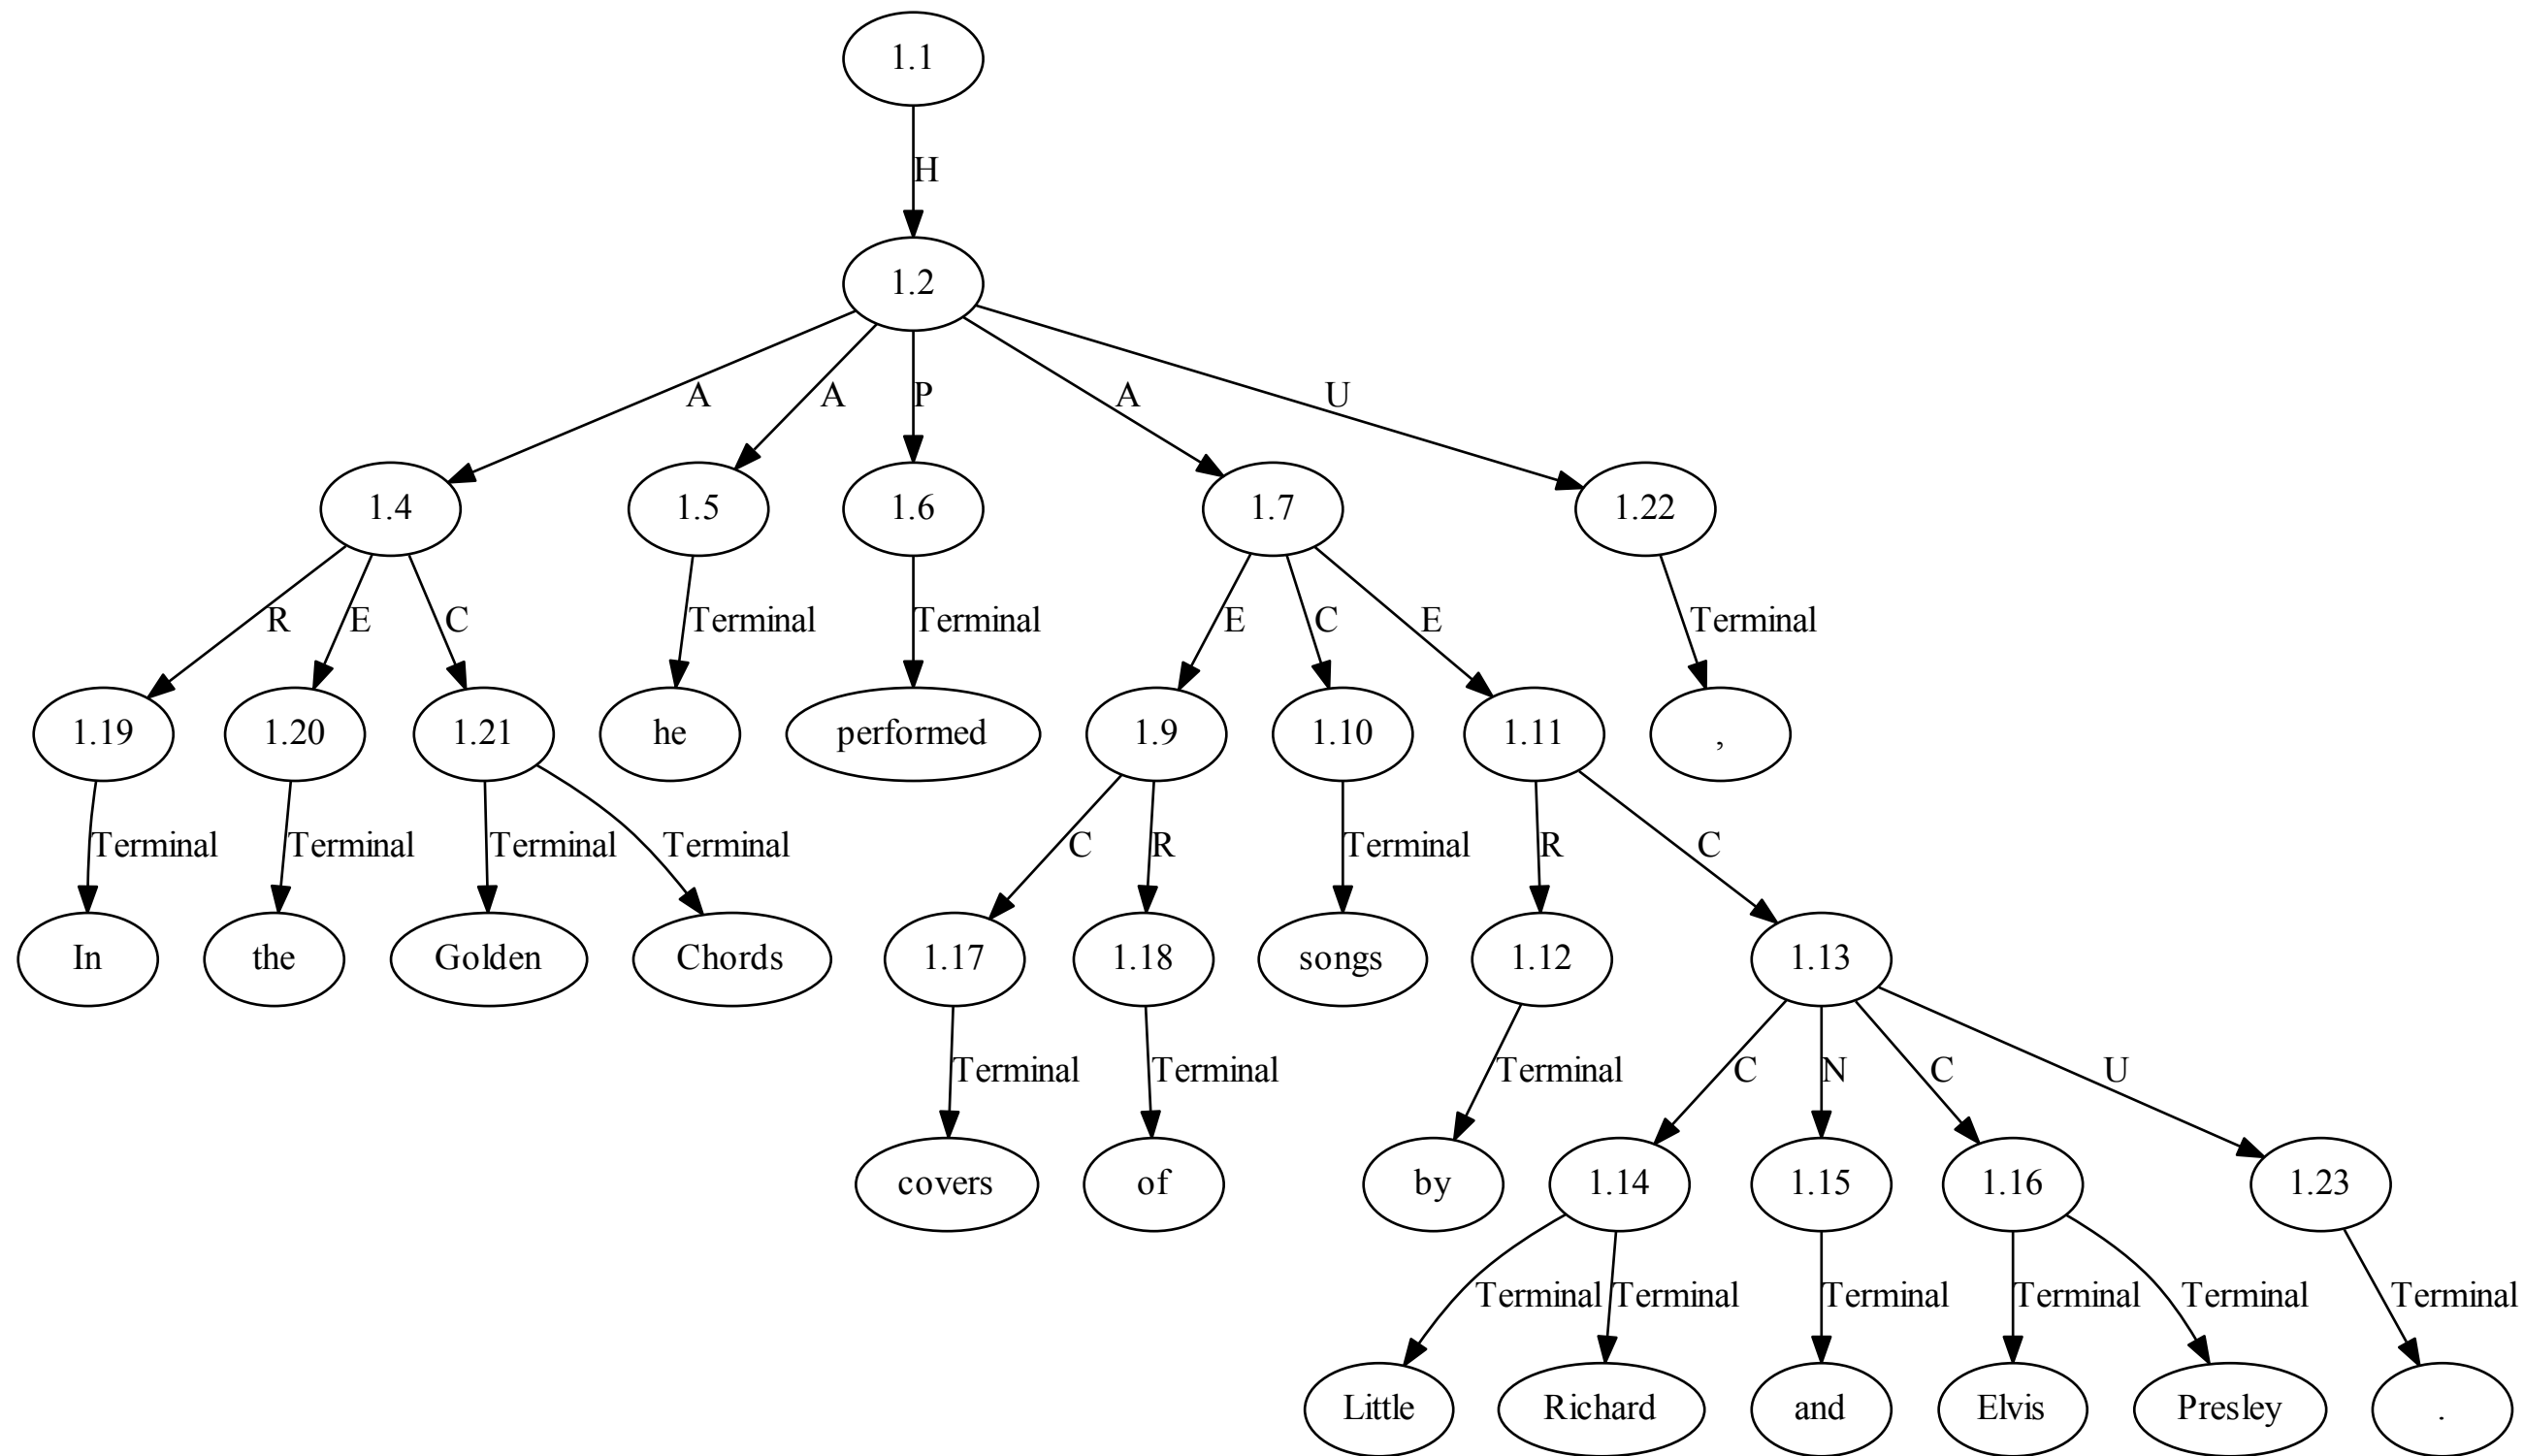 1.1
H
1.2
A A P A U
1.4 1.5 1.6 1.7 1.22
R E C Terminal Terminal E C E Terminal
1.19 1.20 1.21 he performed 1.9 1.10 1.11 ,
Terminal Terminal Terminal Terminal C R Terminal R C
In the Golden Chords 1.17 1.18 songs 1.12 1.13
Terminal Terminal Terminal C N C U
covers of by 1.14 1.15 1.16 1.23
Terminal Terminal Terminal Terminal Terminal Terminal
Little Richard and Elvis Presley .